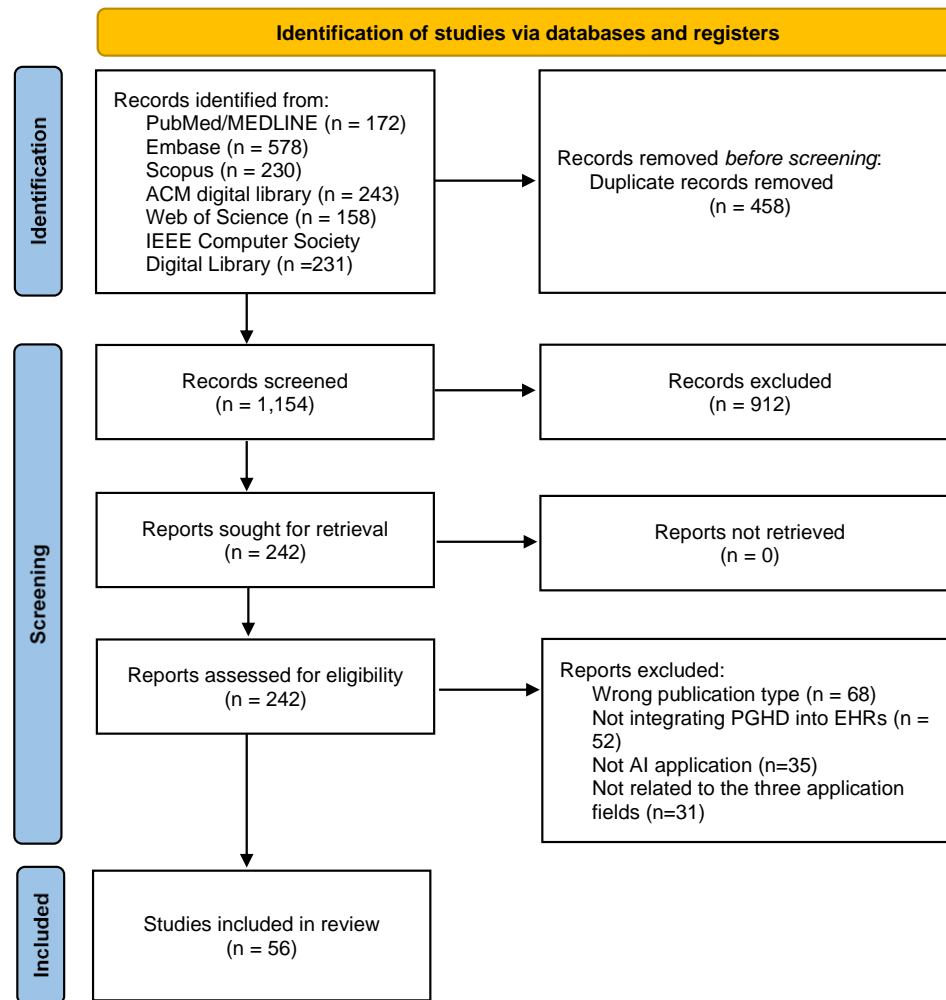 Identification of studies via databases and registers
Identification
Records identified from:
PubMed/MEDLINE (n = 172)
Embase (n = 578)
Scopus (n = 230)
ACM digital library (n = 243)
Web of Science (n = 158)
IEEE Computer Society
Digital Library (n =231)
Records removed before screening:
Duplicate records removed
(n = 458)
Screening
Records screened
(n = 1,154)
Records excluded
(n = 912)
Reports sought for retrieval
(n = 242)
Reports not retrieved
(n = 0)
Reports assessed for eligibility
(n = 242)
Reports excluded:
Wrong publication type (n = 68)
Not integrating PGHD into EHRs (n =
52)
Not AI application (n=35)
Not related to the three application
fields (n=31)
Included
Studies included in review
(n = 56)